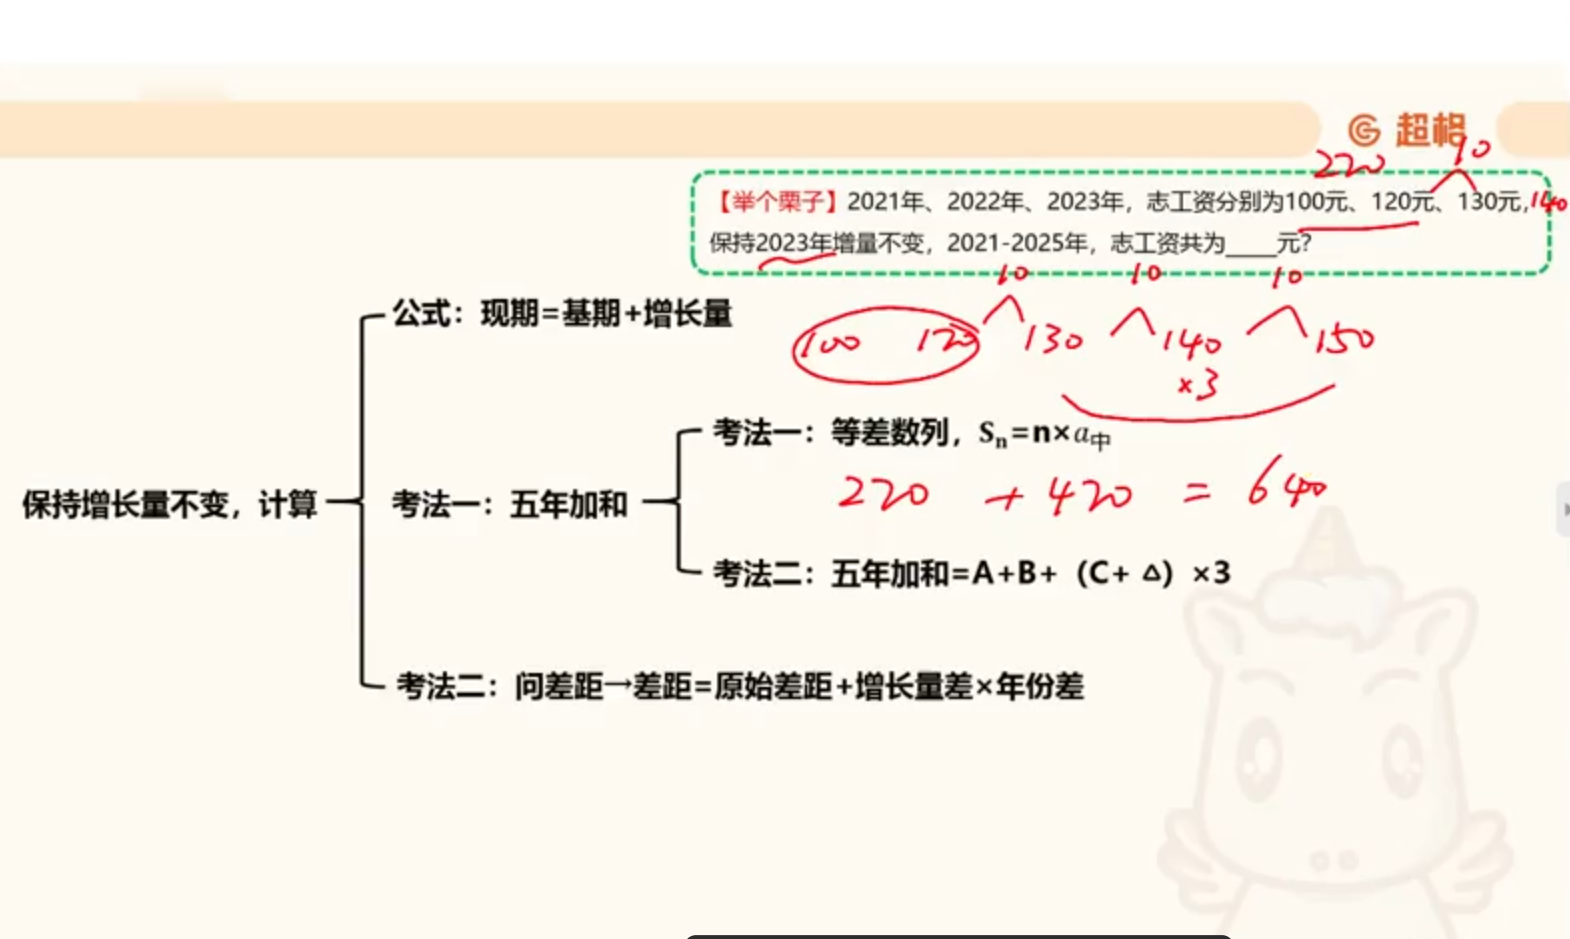 超格
220
10
【举个栗子】2021年、2022年、2023年，志工资分别为100元、120元、130元，140
保持2023年增量不变，2021-2025年，志工资共为____元？
10 10 10
公式：现期=基期+增长量
100 120 130 140 150
×3
考法一：等差数列，Sn=n×a中
220 + 420 = 640
保持增长量不变，计算
考法一：五年加和
考法二：五年加和=A+B+（C+ △）×3
考法二：问差距→差距=原始差距+增长量差×年份差